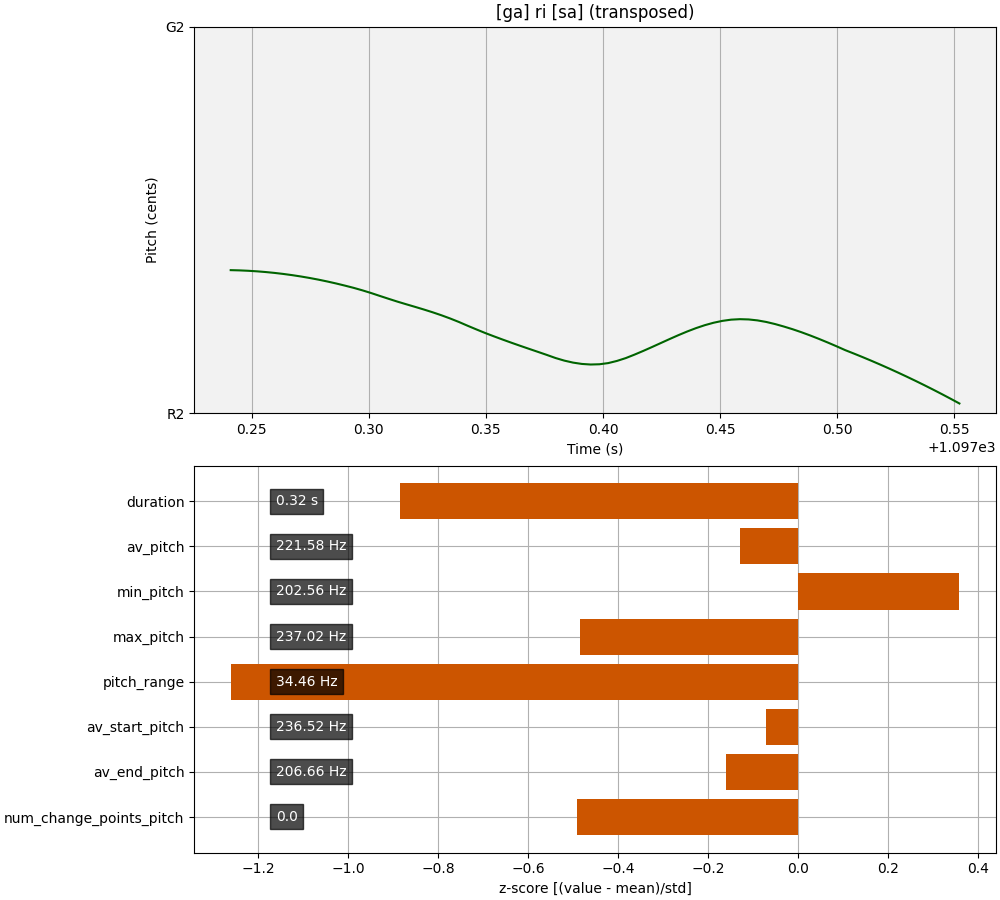 [ga] ri [sa] (transposed)
G2
Pitch (cents)
R2
0.25 0.30 0.35 0.40 0.45 0.50 0.55
Time (s)
+1.097e3
duration 0.32 s
av_pitch 221.58 Hz
min_pitch 202.56 Hz
max_pitch 237.02 Hz
pitch_range 34.46 Hz
av_start_pitch 236.52 Hz
av_end_pitch 206.66 Hz
num_change_points_pitch 0.0
−1.2 −1.0 −0.8 −0.6 −0.4 −0.2 0.0 0.2 0.4
z-score [(value - mean)/std]